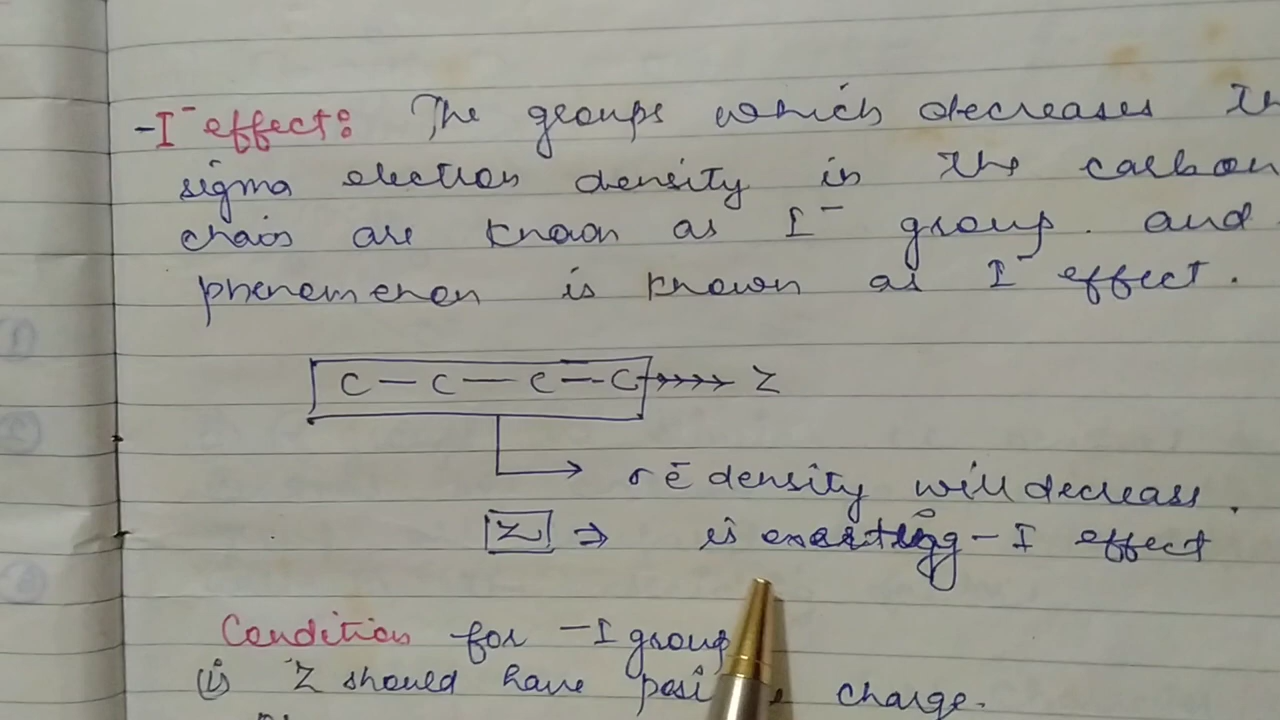 -I⁻ effect: The groups which decreases th
sigma electron density in the carbon
chain are known as I⁻ group. and
phenomenon is known as I⁻ effect.
C — C — C — C →→→→ Z
σ ē density will decrease.
Z ⇒ is exerting -I effect
Condition for -I group
(i) Z should have posi charge.